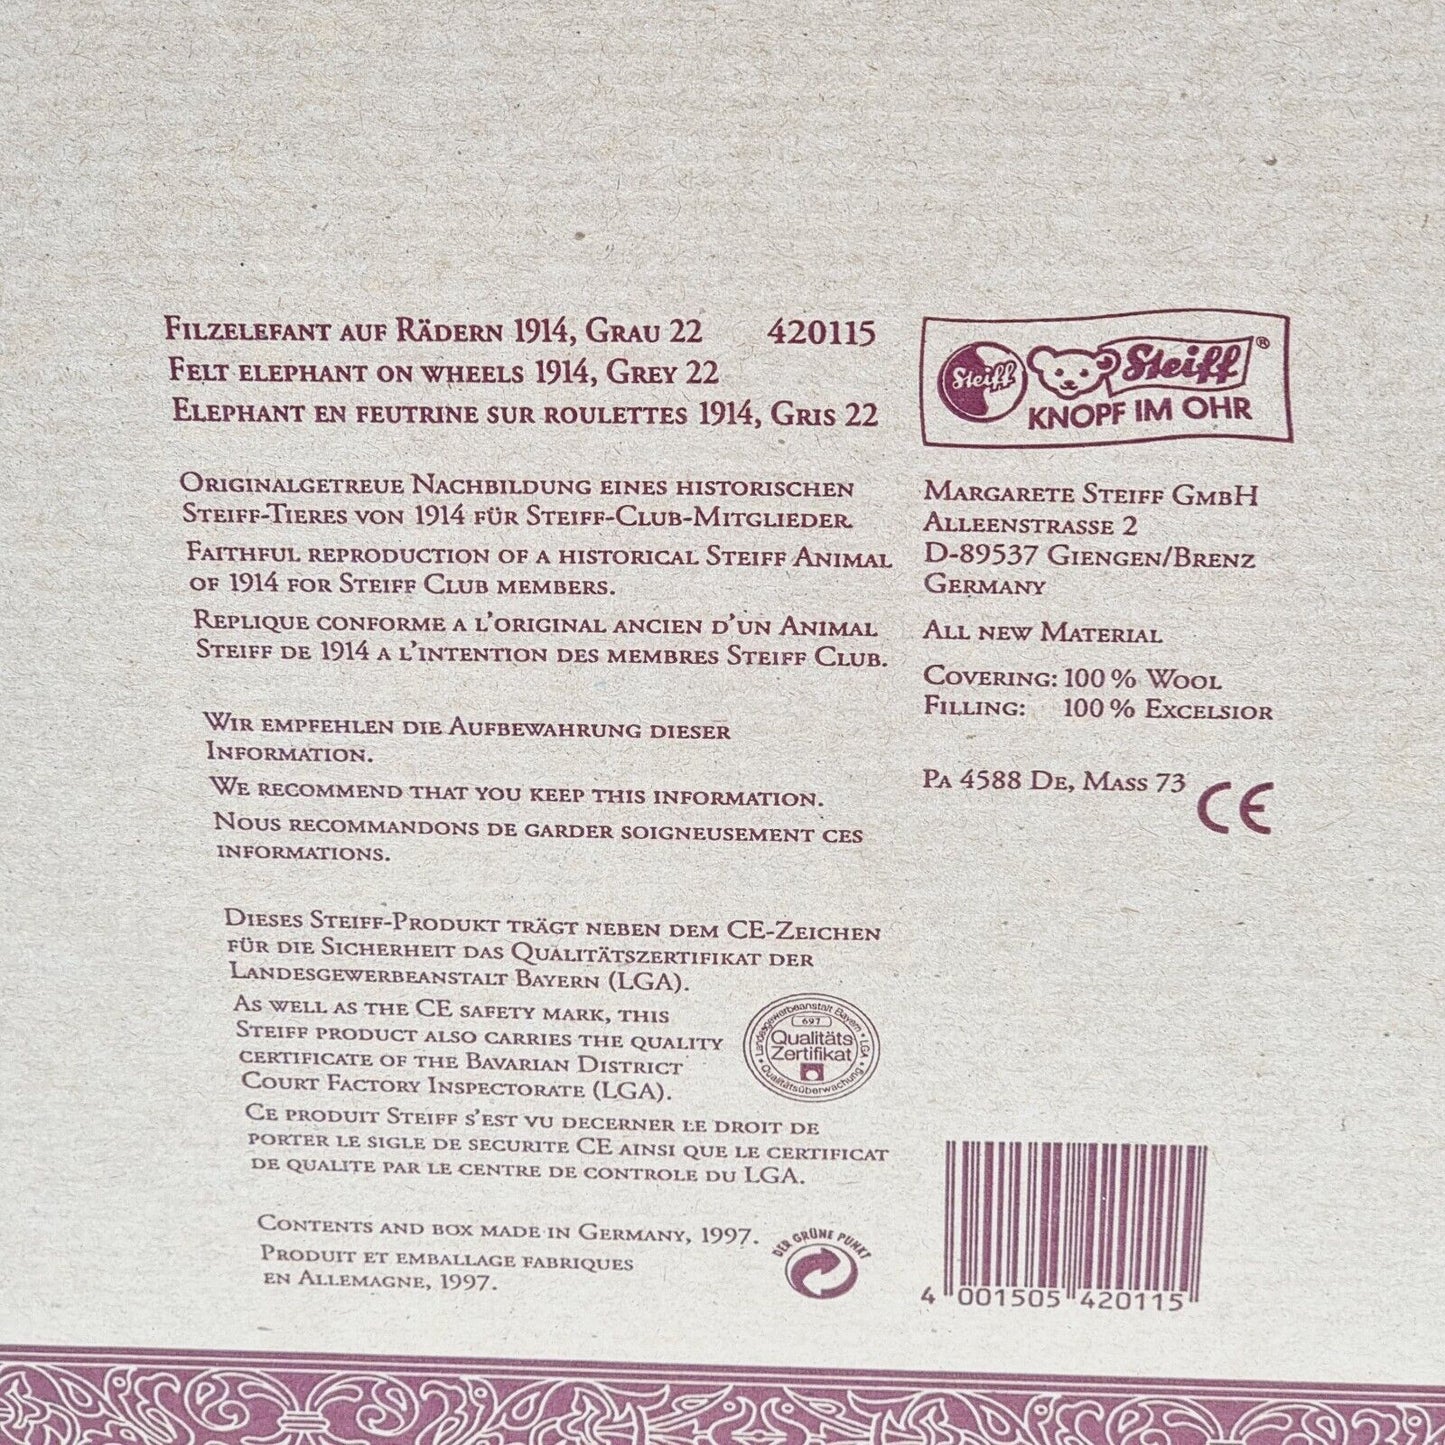 Filzelefant auf Rädern 1914, Grau 22 420115
Felt elephant on wheels 1914, Grey 22
Elephant en feutrine sur roulettes 1914, Gris 22
Originalgetreue Nachbildung eines historischen
Steiff-Tieres von 1914 für Steiff-Club-Mitglieder.
Faithful reproduction of a historical Steiff Animal
of 1914 for Steiff Club members.
Replique conforme a l'original ancien d'un Animal
Steiff de 1914 a l'intention des membres Steiff Club.
Wir empfehlen die Aufbewahrung dieser
Information.
We recommend that you keep this information.
Nous recommandons de garder soigneusement ces
informations.
Dieses Steiff-Produkt trägt neben dem CE-Zeichen
für die Sicherheit das Qualitätszertifikat der
Landesgewerbeanstalt Bayern (LGA).
As well as the CE safety mark, this
Steiff product also carries the quality
certificate of the Bavarian District
Court Factory Inspectorate (LGA).
Ce produit Steiff s'est vu decerner le droit de
porter le sigle de securite CE ainsi que le certificat
de qualite par le centre de controle du LGA.
Contents and box made in Germany, 1997.
Produit et emballage fabriques
en Allemagne, 1997.
Landesgewerbeanstalt Bayern • LGA •
697
Qualitäts
Zertifikat
• Qualitätsüberwachung •
DER GRÜNE PUNKT
Steiff
Steiff ®
KNOPF IM OHR
Margarete Steiff GmbH
Alleenstrasse 2
D-89537 Giengen/Brenz
Germany
All new Material
Covering: 100 % Wool
Filling: 100 % Excelsior
Pa 4588 De, Mass 73
CE
4 001505 420115